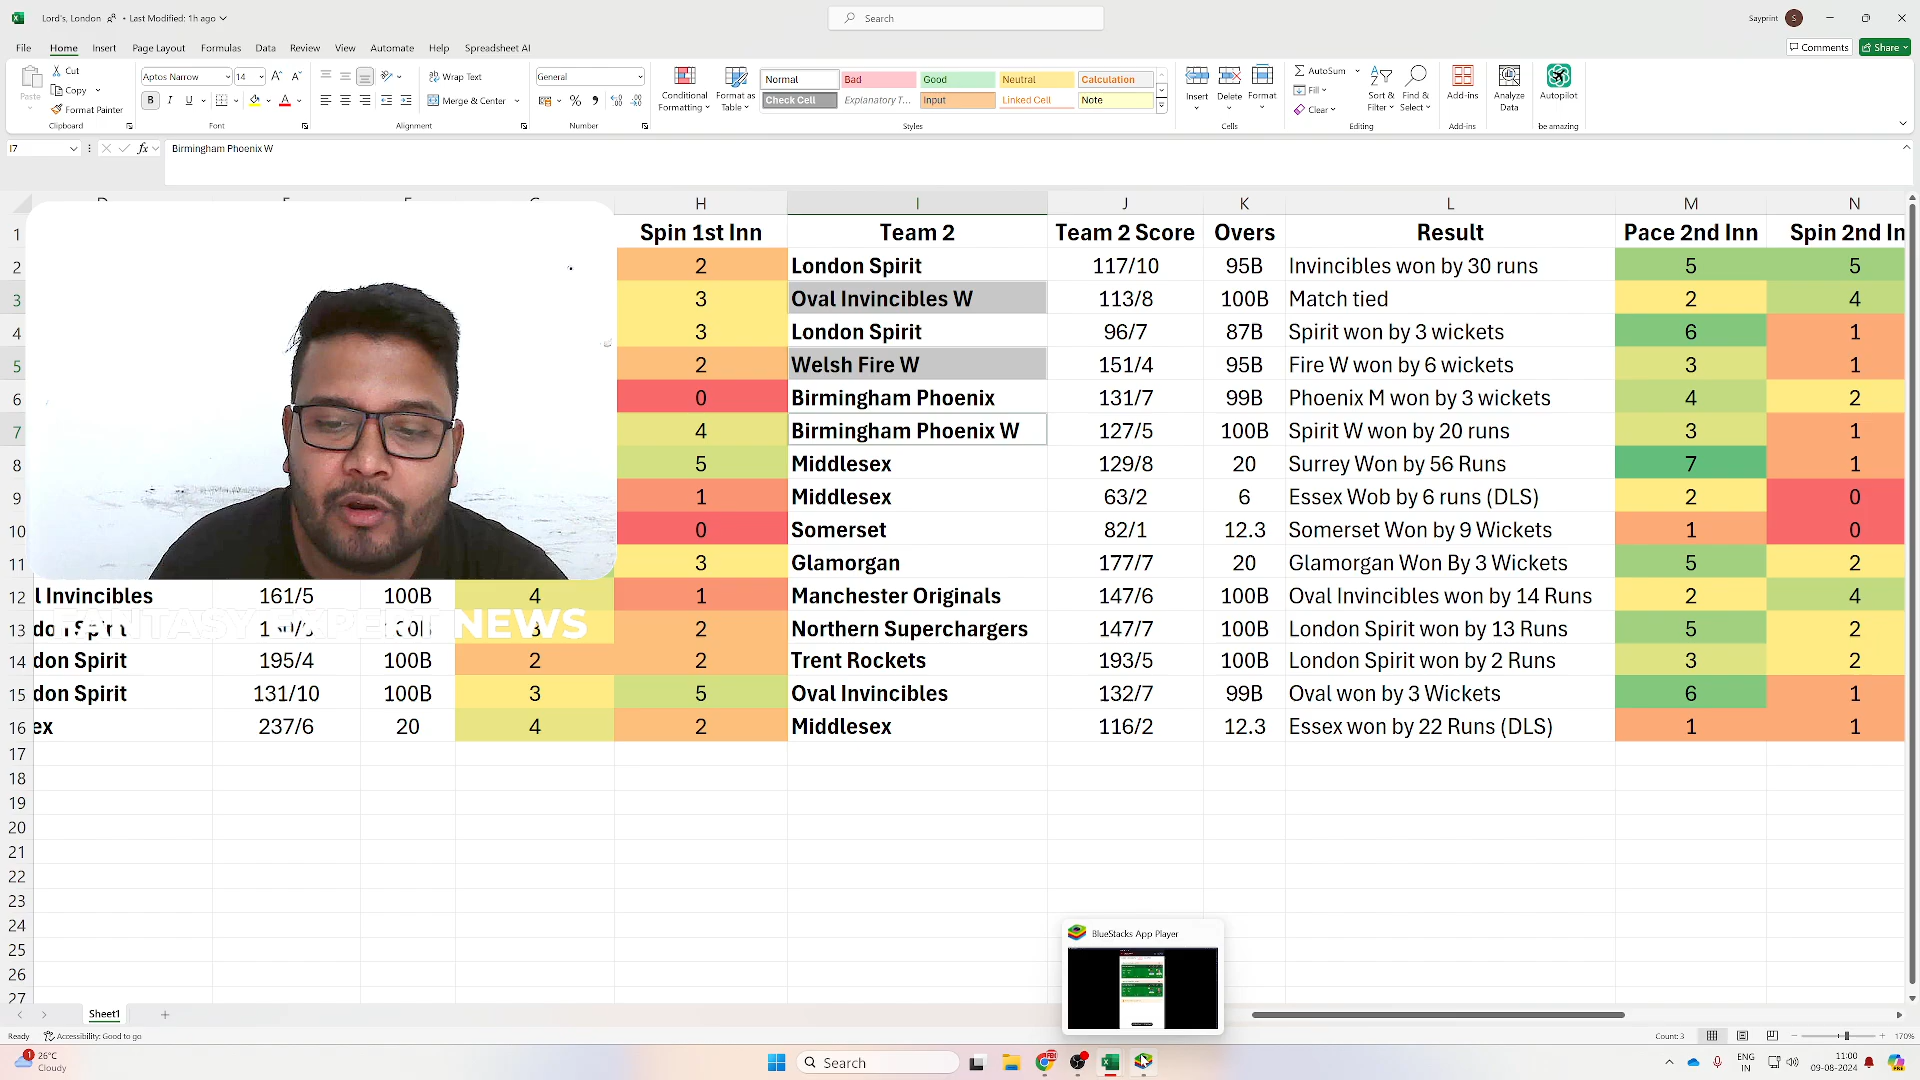 Lord's, London • Last Modified: 1h ago
Search
Sayprint S
File Home Insert Page Layout Formulas Data Review View Automate Help Spreadsheet AI
Comments Share
Paste Cut Copy Format Painter Clipboard
Aptos Narrow 14 B I U Font
Wrap Text Merge & Center Alignment
General Number
Conditional Formatting Format as Table
Normal Bad Good Neutral Calculation
Check Cell Explanatory T... Input Linked Cell Note
Styles
Insert Delete Format Cells
AutoSum Fill Clear Sort & Filter Find & Select Editing
Add-ins Add-ins
Analyze Data
Autopilot be amazing
I7 fx Birmingham Phoenix W
H I J K L M N
1 Spin 1st Inn Team 2 Team 2 Score Overs Result Pace 2nd Inn Spin 2nd In
2 2 London Spirit 117/10 95B Invincibles won by 30 runs 5 5
3 3 Oval Invincibles W 113/8 100B Match tied 2 4
4 3 London Spirit 96/7 87B Spirit won by 3 wickets 6 1
5 2 Welsh Fire W 151/4 95B Fire W won by 6 wickets 3 1
6 0 Birmingham Phoenix 131/7 99B Phoenix M won by 3 wickets 4 2
7 4 Birmingham Phoenix W 127/5 100B Spirit W won by 20 runs 3 1
8 5 Middlesex 129/8 20 Surrey Won by 56 Runs 7 1
9 1 Middlesex 63/2 6 Essex Wob by 6 runs (DLS) 2 0
10 0 Somerset 82/1 12.3 Somerset Won by 9 Wickets 1 0
11 3 Glamorgan 177/7 20 Glamorgan Won By 3 Wickets 5 2
12 l Invincibles 161/5 100B 4 1 Manchester Originals 147/6 100B Oval Invincibles won by 14 Runs 2 4
FANTASY EXPERT NEWS
13 2 Northern Superchargers 147/7 100B London Spirit won by 13 Runs 5 2
14 don Spirit 195/4 100B 2 2 Trent Rockets 193/5 100B London Spirit won by 2 Runs 3 2
15 don Spirit 131/10 100B 3 5 Oval Invincibles 132/7 99B Oval won by 3 Wickets 6 1
16 ex 237/6 20 4 2 Middlesex 116/2 12.3 Essex won by 22 Runs (DLS) 1 1
17
18
19
20
21
22
23
24
25
26
27
BlueStacks App Player
Sheet1
Ready Accessibility: Good to go Count: 3 170%
26°C Cloudy
Search
ENG IN 11:00 09-08-2024